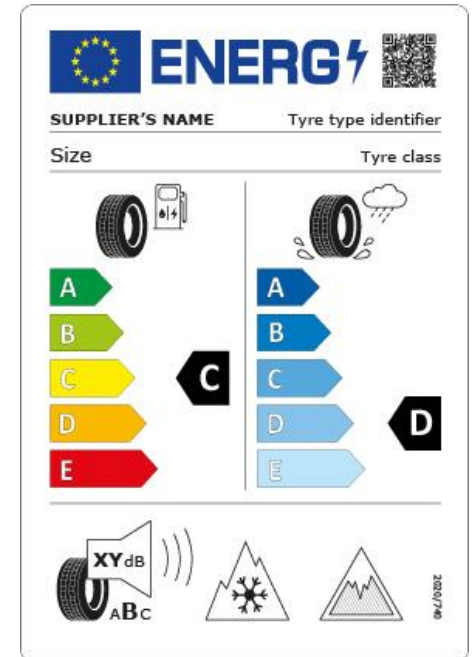 ENERG
SUPPLIER'S NAME Tyre type identifier
Size Tyre class
A A
B B
C C C
D D D
E E
XYdB
ABC
2020/740